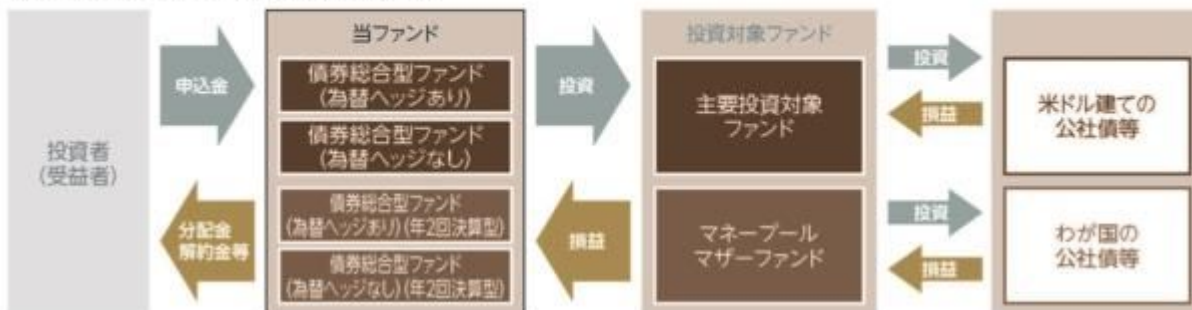 投資者
(受益者)
申込金
分配金
解約金等
当ファンド
債券総合型ファンド
(為替ヘッジあり)
債券総合型ファンド
(為替ヘッジなし)
債券総合型ファンド
(為替ヘッジあり)(年2回決算型)
債券総合型ファンド
(為替ヘッジなし)(年2回決算型)
投資
損益
投資対象ファンド
主要投資対象
ファンド
マネープール
マザーファンド
投資
損益
投資
損益
米ドル建ての
公社債等
わが国の
公社債等